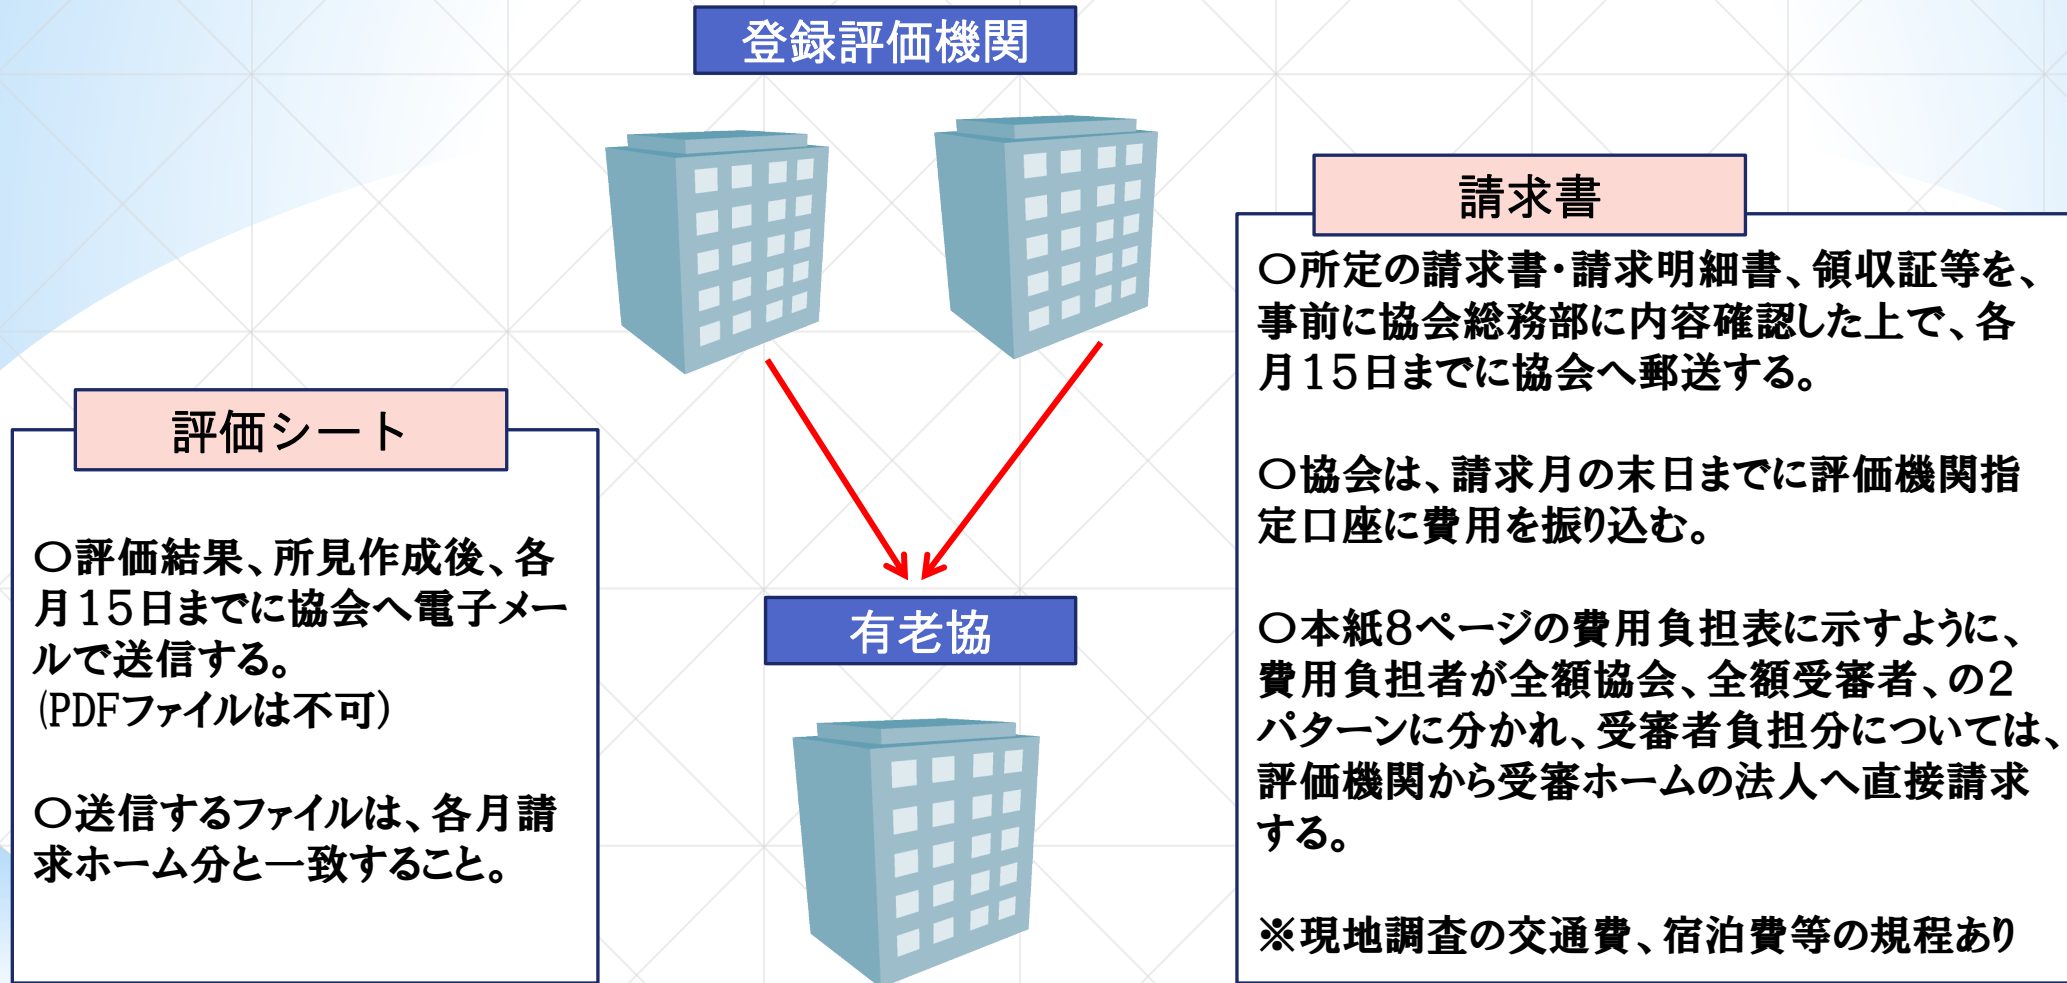 登録評価機関
評価シート
〇評価結果、所見作成後、各
月15日までに協会へ電子メー
ルで送信する。
(PDFファイルは不可)
〇送信するファイルは、各月請
求ホーム分と一致すること。
有老協
請求書
〇所定の請求書・請求明細書、領収証等を、
事前に協会総務部に内容確認した上で、各
月15日までに協会へ郵送する。
〇協会は、請求月の末日までに評価機関指
定口座に費用を振り込む。
〇本紙8ページの費用負担表に示すように、
費用負担者が全額協会、全額受審者、の2
パターンに分かれ、受審者負担分については、
評価機関から受審ホームの法人へ直接請求
する。
※現地調査の交通費、宿泊費等の規程あり